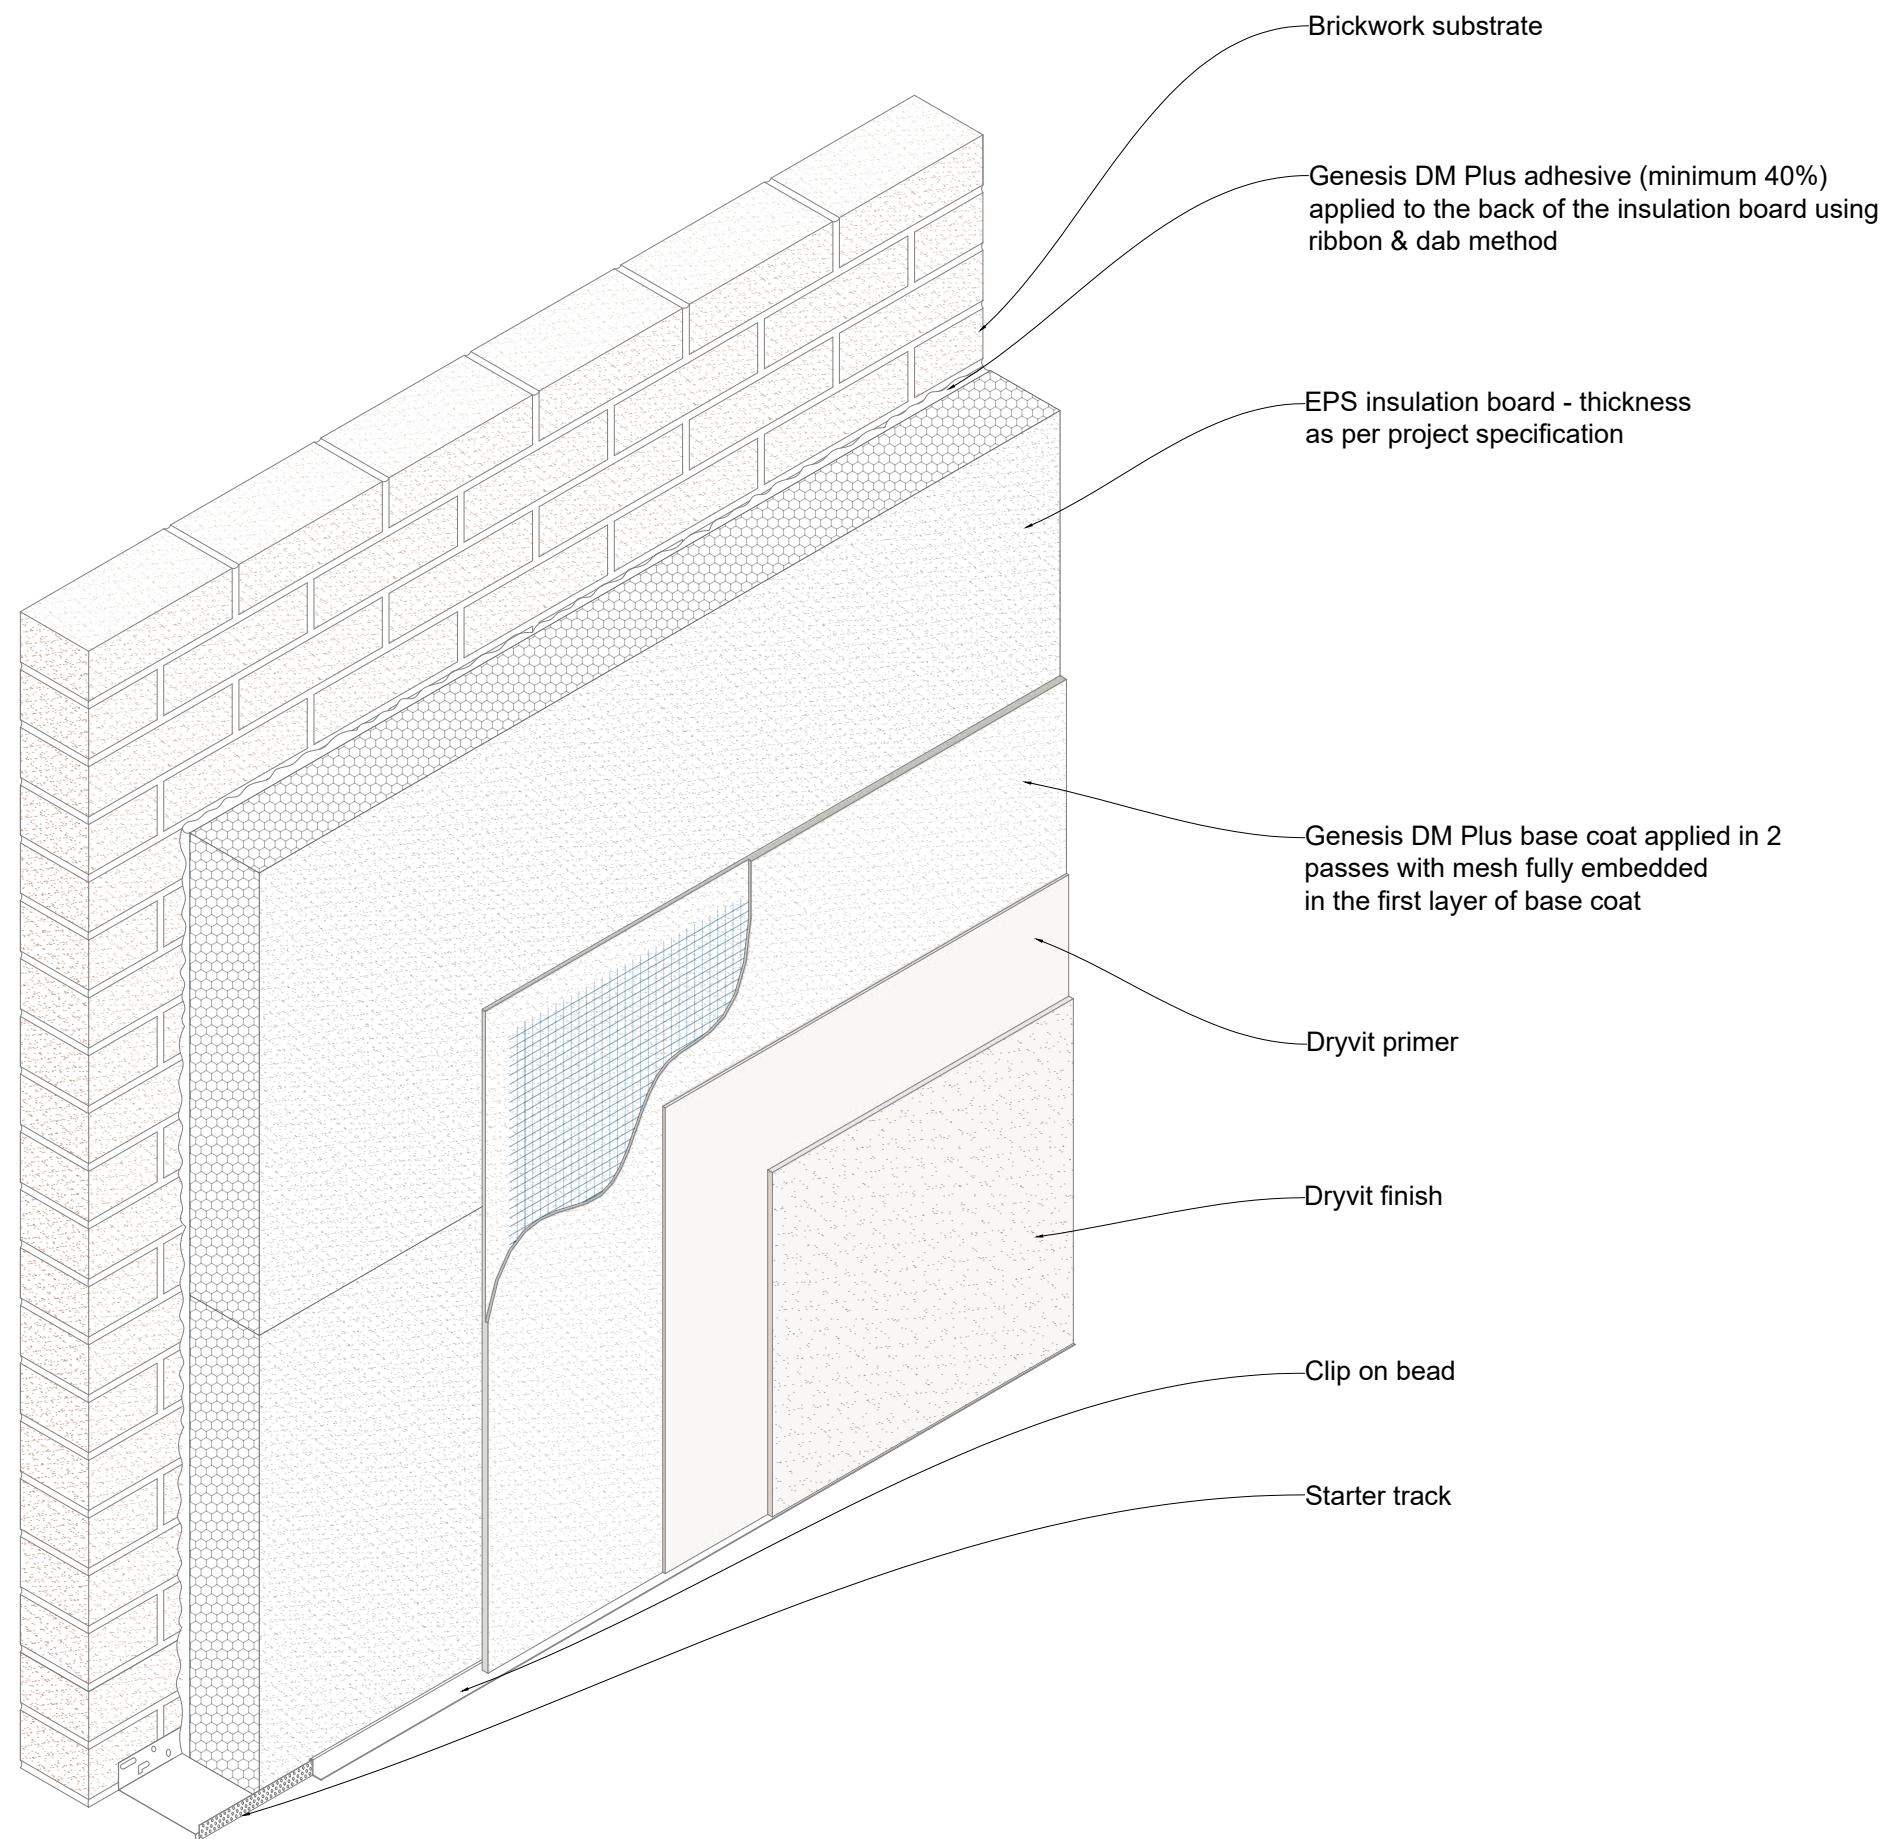 Brickwork substrate
Genesis DM Plus adhesive (minimum 40%)
applied to the back of the insulation board using
ribbon & dab method
EPS insulation board - thickness
as per project specification
Genesis DM Plus base coat applied in 2
passes with mesh fully embedded
in the first layer of base coat
Dryvit primer
Dryvit finish
Clip on bead
Starter track